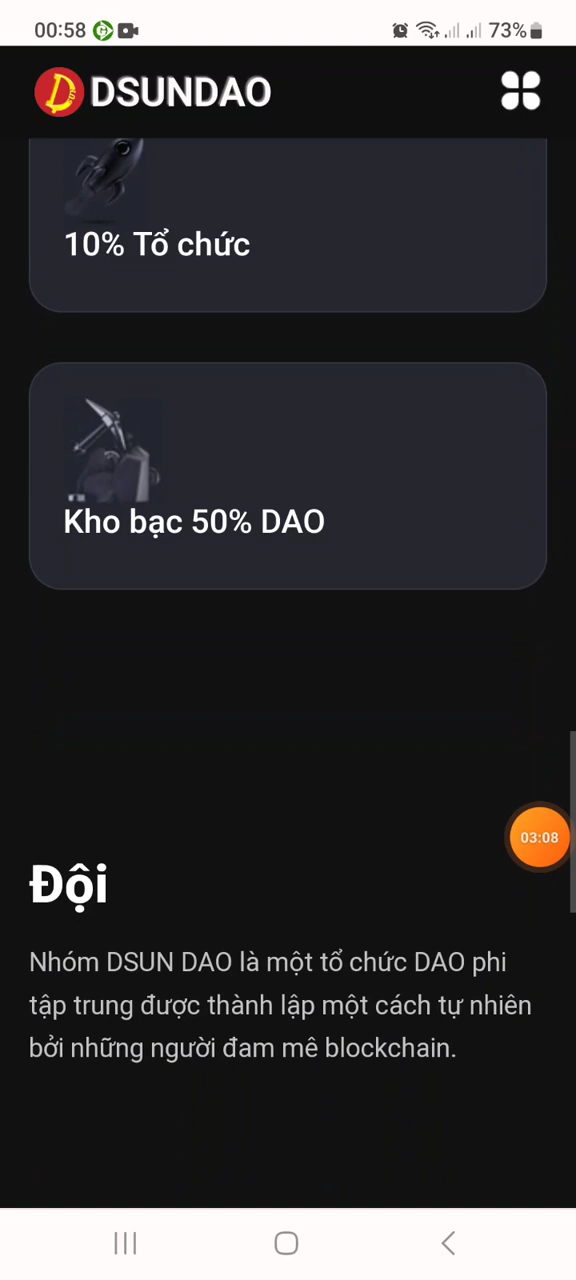 00:58
73%
DSUNDAO
10% Tổ chức
Kho bạc 50% DAO
03:08
Đội
Nhóm DSUN DAO là một tổ chức DAO phi
tập trung được thành lập một cách tự nhiên
bởi những người đam mê blockchain.